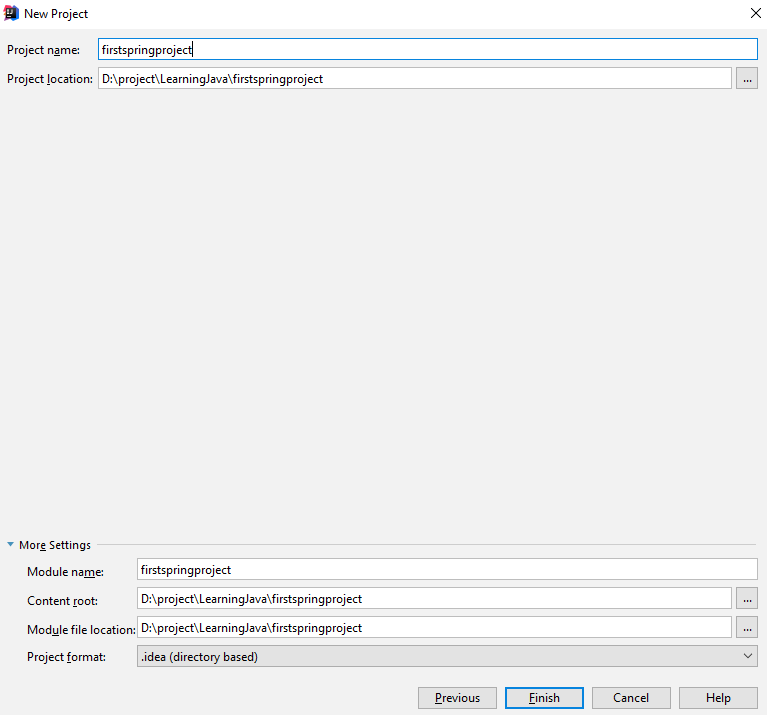 New Project
Project name: firstspringproject
Project location: D:\project\LearningJava\firstspringproject ...
More Settings
Module name: firstspringproject
Content root: D:\project\LearningJava\firstspringproject ...
Module file location: D:\project\LearningJava\firstspringproject ...
Project format: .idea (directory based)
Previous Finish Cancel Help